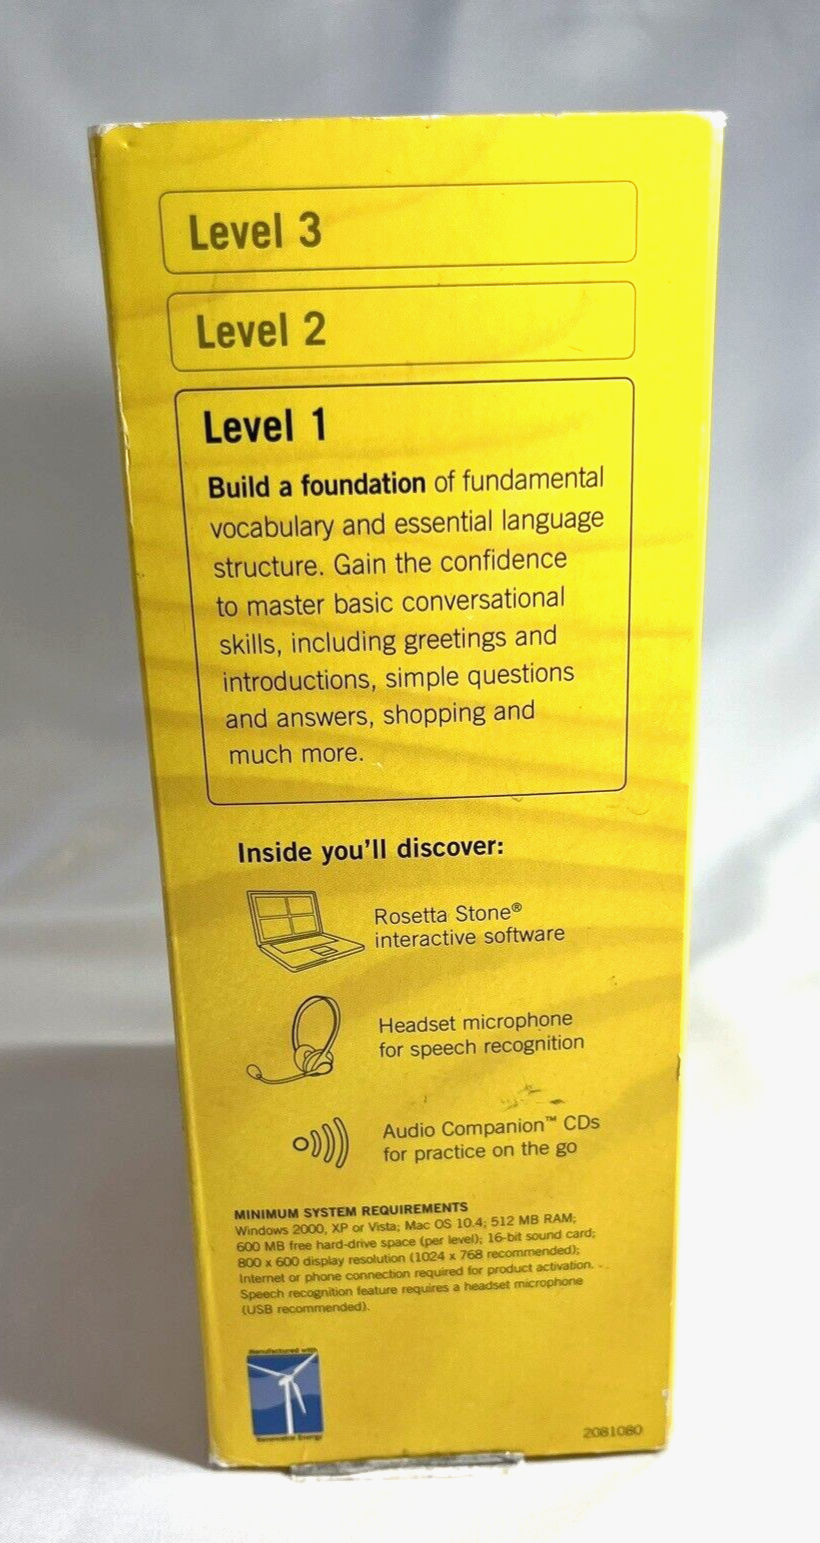 Level 3
Level 2
Level 1
Build a foundation of fundamental
vocabulary and essential language
structure. Gain the confidence
to master basic conversational
skills, including greetings and
introductions, simple questions
and answers, shopping and
much more.
Inside you'll discover:
Rosetta Stone®
interactive software
Headset microphone
for speech recognition
Audio Companion™ CDs
for practice on the go
MINIMUM SYSTEM REQUIREMENTS
Windows 2000, XP or Vista; Mac OS 10.4; 512 MB RAM;
600 MB free hard-drive space (per level); 16-bit sound card;
800 x 600 display resolution (1024 x 768 recommended);
Internet or phone connection required for product activation.
Speech recognition feature requires a headset microphone
(USB recommended).
Manufactured with
Renewable Energy
2081080